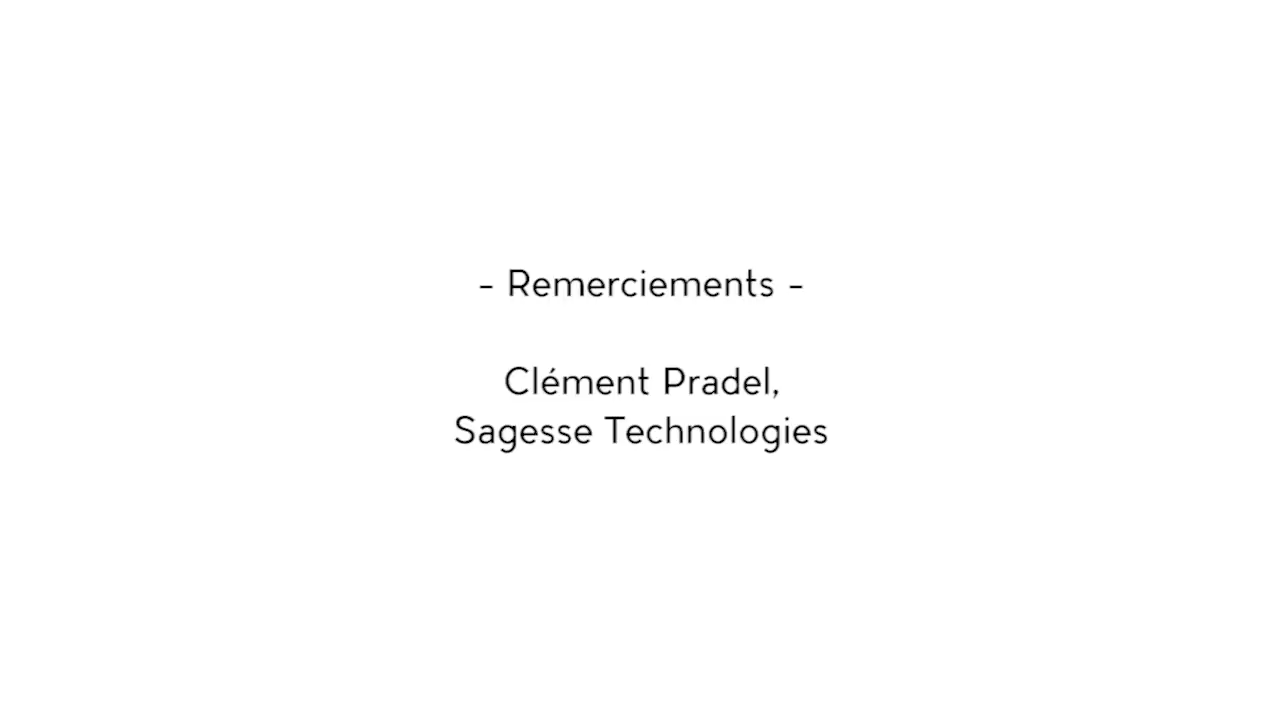 - Remerciements -
Clément Pradel,
Sagesse Technologies